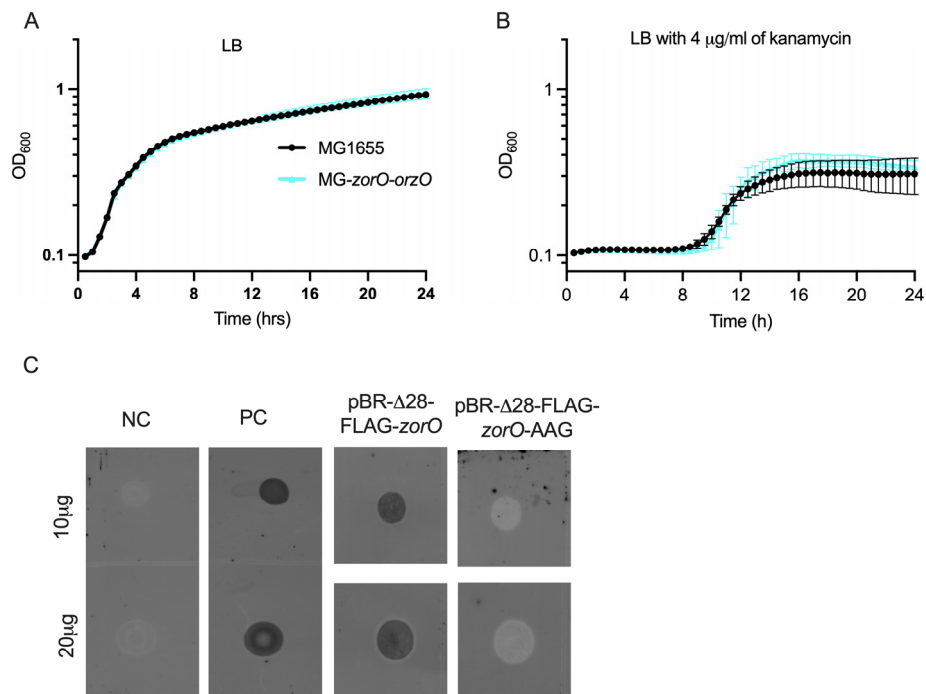 A
LB
OD600
1
0.1
MG1655
MG-zorO-orzO
0 4 8 12 16 20 24
Time (hrs)
B
LB with 4 μg/ml of kanamycin
OD600
1
0.1
0 4 8 12 16 20 24
Time (h)
C
NC
PC
pBR-Δ28-
FLAG-zorO
pBR-Δ28-FLAG-
zorO-AAG
10μg
20μg